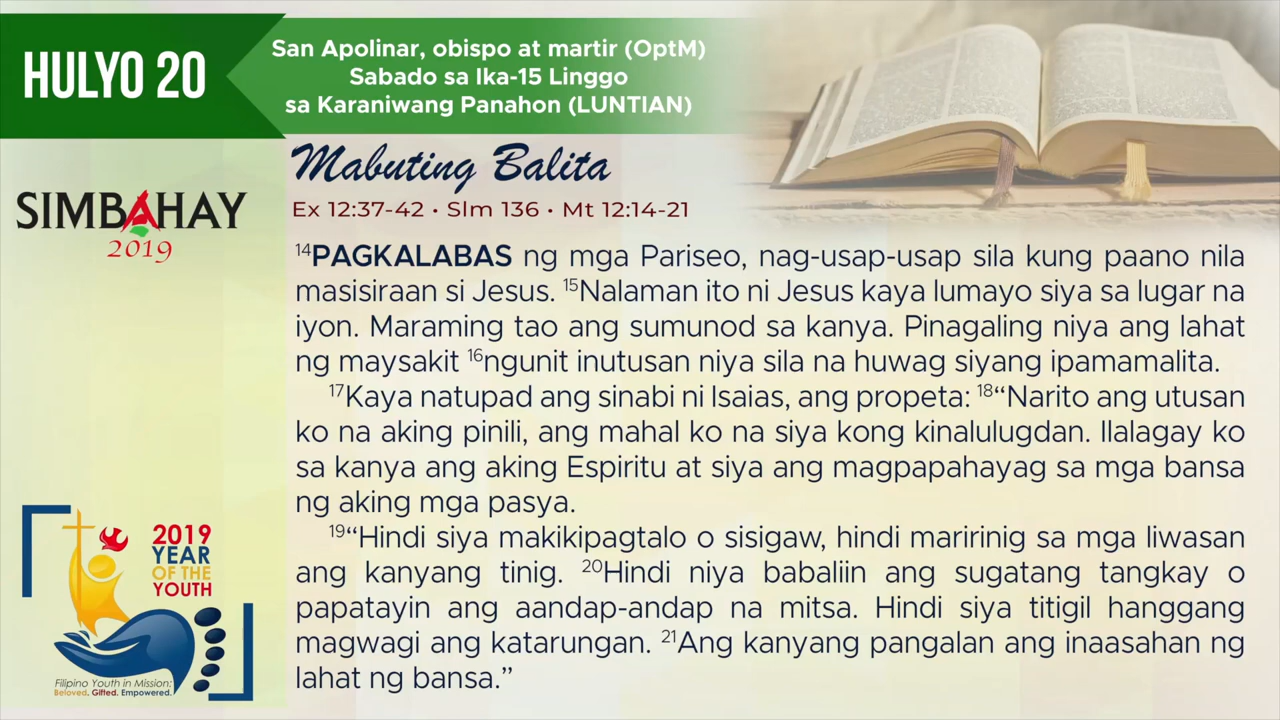 HULYO 20
San Apolinar, obispo at martir (OptM)
Sabado sa Ika-15 Linggo
sa Karaniwang Panahon (LUNTIAN)
Mabuting Balita
Ex 12:37-42 • Slm 136 • Mt 12:14-21
SIMBAHAY
2019
14PAGKALABAS ng mga Pariseo, nag-usap-usap sila kung paano nila
masisiraan si Jesus. 15Nalaman ito ni Jesus kaya lumayo siya sa lugar na
iyon. Maraming tao ang sumunod sa kanya. Pinagaling niya ang lahat
ng maysakit 16ngunit inutusan niya sila na huwag siyang ipamamalita.
17Kaya natupad ang sinabi ni Isaias, ang propeta: 18“Narito ang utusan
ko na aking pinili, ang mahal ko na siya kong kinalulugdan. Ilalagay ko
sa kanya ang aking Espiritu at siya ang magpapahayag sa mga bansa
ng aking mga pasya.
19“Hindi siya makikipagtalo o sisigaw, hindi maririnig sa mga liwasan
ang kanyang tinig. 20Hindi niya babaliin ang sugatang tangkay o
papatayin ang aandap-andap na mitsa. Hindi siya titigil hanggang
magwagi ang katarungan. 21Ang kanyang pangalan ang inaasahan ng
lahat ng bansa.”
2019
YEAR
OF THE
YOUTH
Filipino Youth in Mission:
Beloved. Gifted. Empowered.